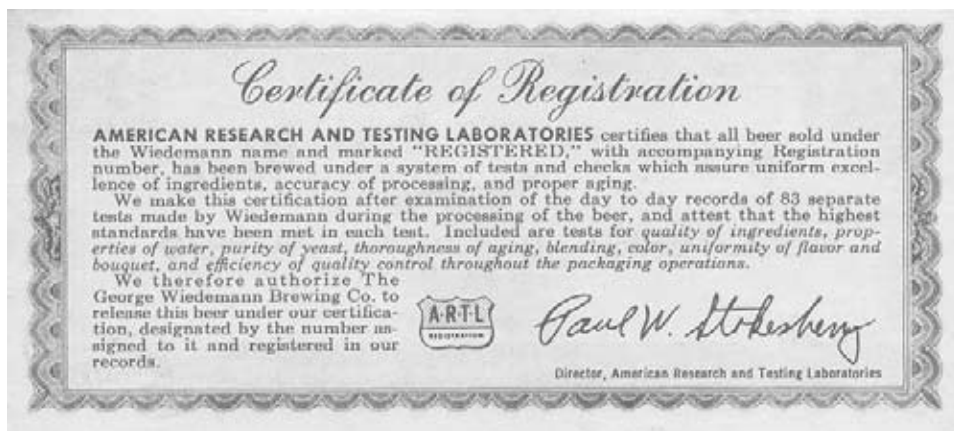 Certificate of Registration
AMERICAN RESEARCH AND TESTING LABORATORIES certifies that all beer sold under
the Wiedemann name and marked "REGISTERED," with accompanying Registration
number, has been brewed under a system of tests and checks which assure uniform excel-
lence of ingredients, accuracy of processing, and proper aging.
We make this certification after examination of the day to day records of 83 separate
tests made by Wiedemann during the processing of the beer, and attest that the highest
standards have been met in each test. Included are tests for quality of ingredients, prop-
erties of water, purity of yeast, thoroughness of aging, blending, color, uniformity of flavor and
bouquet, and efficiency of quality control throughout the packaging operations.
We therefore authorize The
George Wiedemann Brewing Co. to
release this beer under our certifica-
tion, designated by the number as-
signed to it and registered in our
records.
A·R·T·L
REGISTRATION
Paul W. Stokesberry
Director, American Research and Testing Laboratories